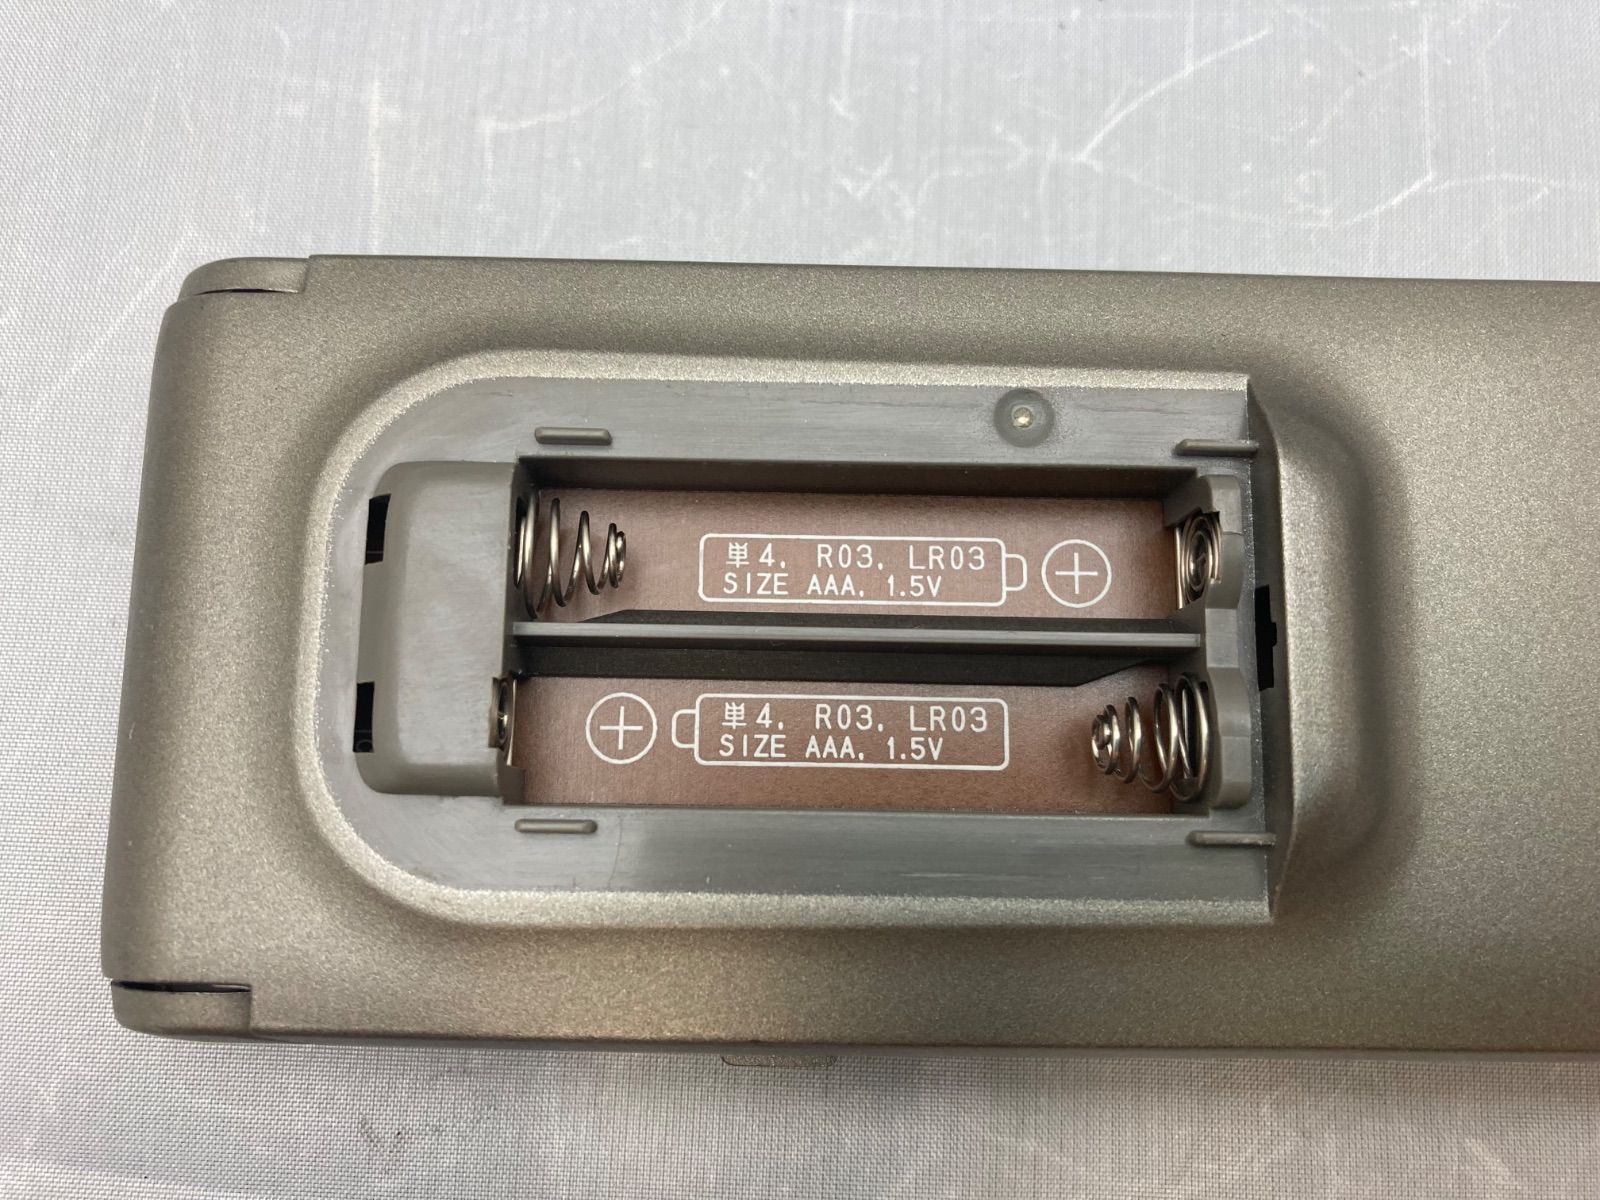 単4. R03. LR03
SIZE AAA. 1.5V
単4. R03. LR03
SIZE AAA. 1.5V